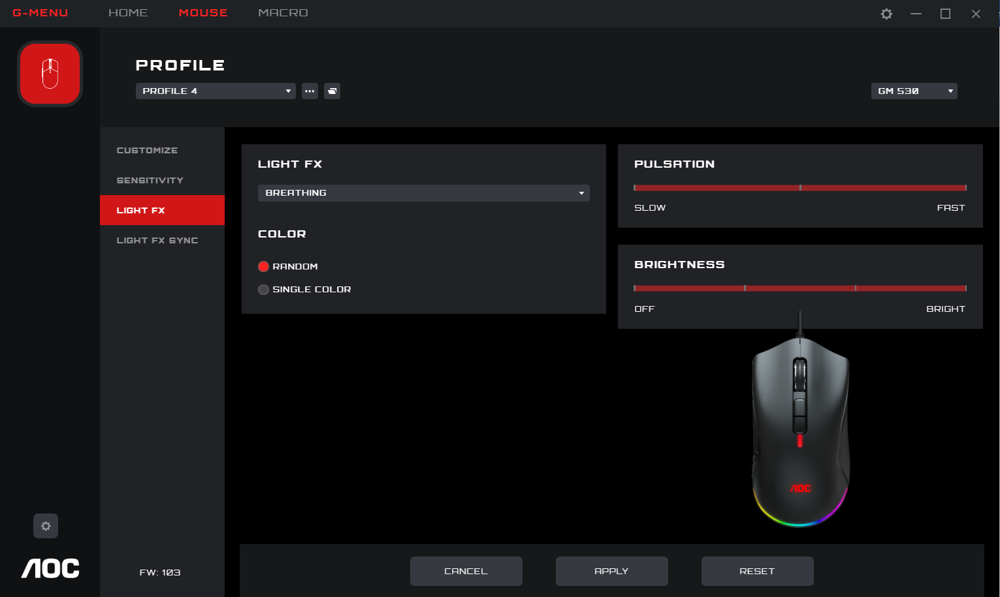 G-MENU HOME MOUSE MACRO
PROFILE
PROFILE 4 GM 530
CUSTOMIZE
SENSITIVITY
LIGHT FX
LIGHT FX SYNC
LIGHT FX
BREATHING
COLOR
RANDOM
SINGLE COLOR
PULSATION
SLOW FAST
BRIGHTNESS
OFF BRIGHT
AOC
AOC
FW: 103
CANCEL APPLY RESET